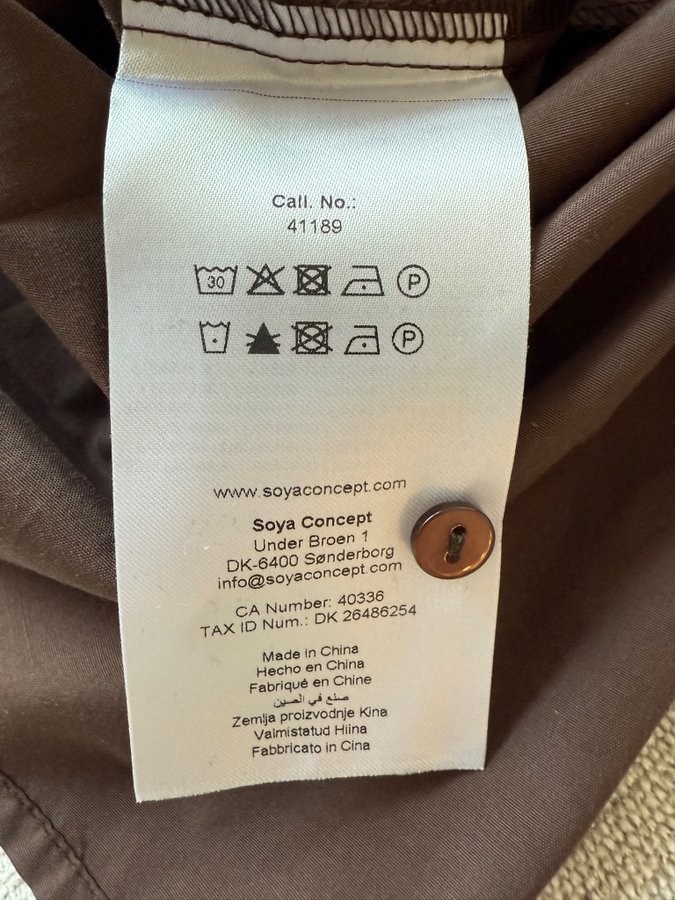 Call. No.:
41189
30 P
P
www.soyaconcept.com
Soya Concept
Under Broen 1
DK-6400 Sønderborg
info@soyaconcept.com
CA Number: 40336
TAX ID Num.: DK 26486254
Made in China
Hecho en China
Fabriqué en Chine
صنع في الصين
Zemlja proizvodnje Kina
Valmistatud Hiina
Fabbricato in Cina